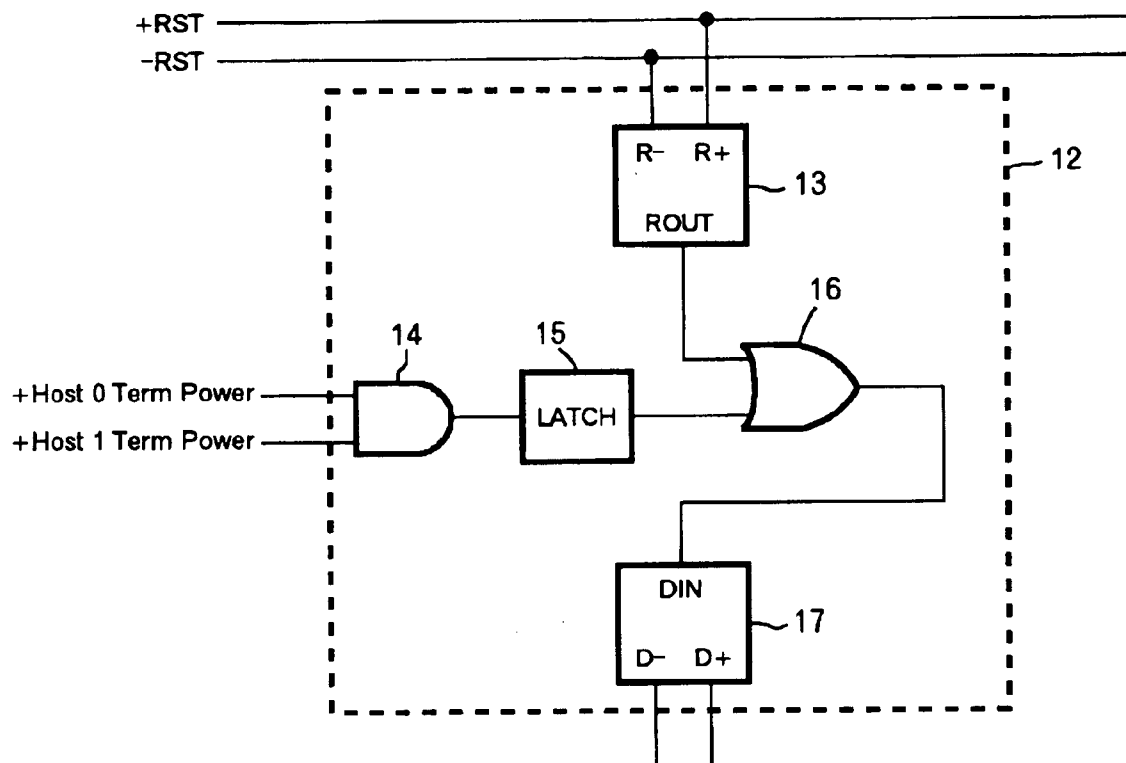 +RST
−RST
R− R+
ROUT
12
13
16
14
15
+Host 0 Term Power
+Host 1 Term Power
LATCH
DIN
D− D+
17